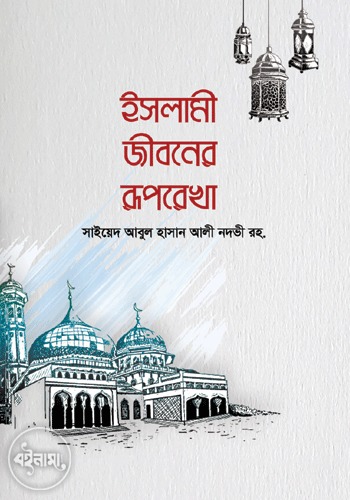 ইসলামী
জীবনের
রূপরেখা
সাইয়েদ আবুল হাসান আলী নদভী রহ.
বইনামা